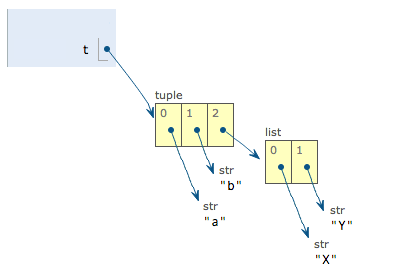 t
tuple
0 1 2
list
0 1
str
"b"
str
"a"
str
"Y"
str
"X"